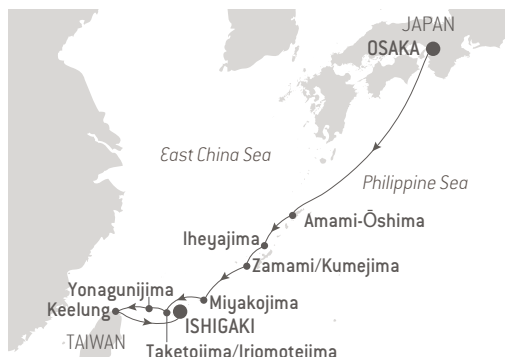 JAPAN
OSAKA
East China Sea
Philippine Sea
Amami-Ōshima
Iheyajima
Zamami/Kumejima
Yonagunijima
Miyakojima
Keelung
ISHIGAKI
TAIWAN
Taketojima/Iriomotejima